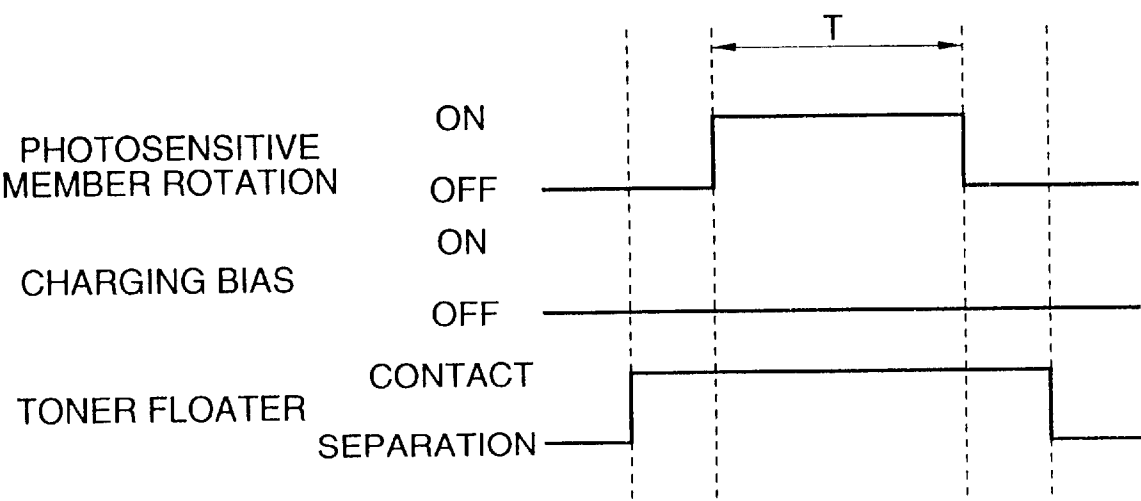 T
PHOTOSENSITIVE
MEMBER ROTATION
ON
OFF
CHARGING BIAS
ON
OFF
TONER FLOATER
CONTACT
SEPARATION